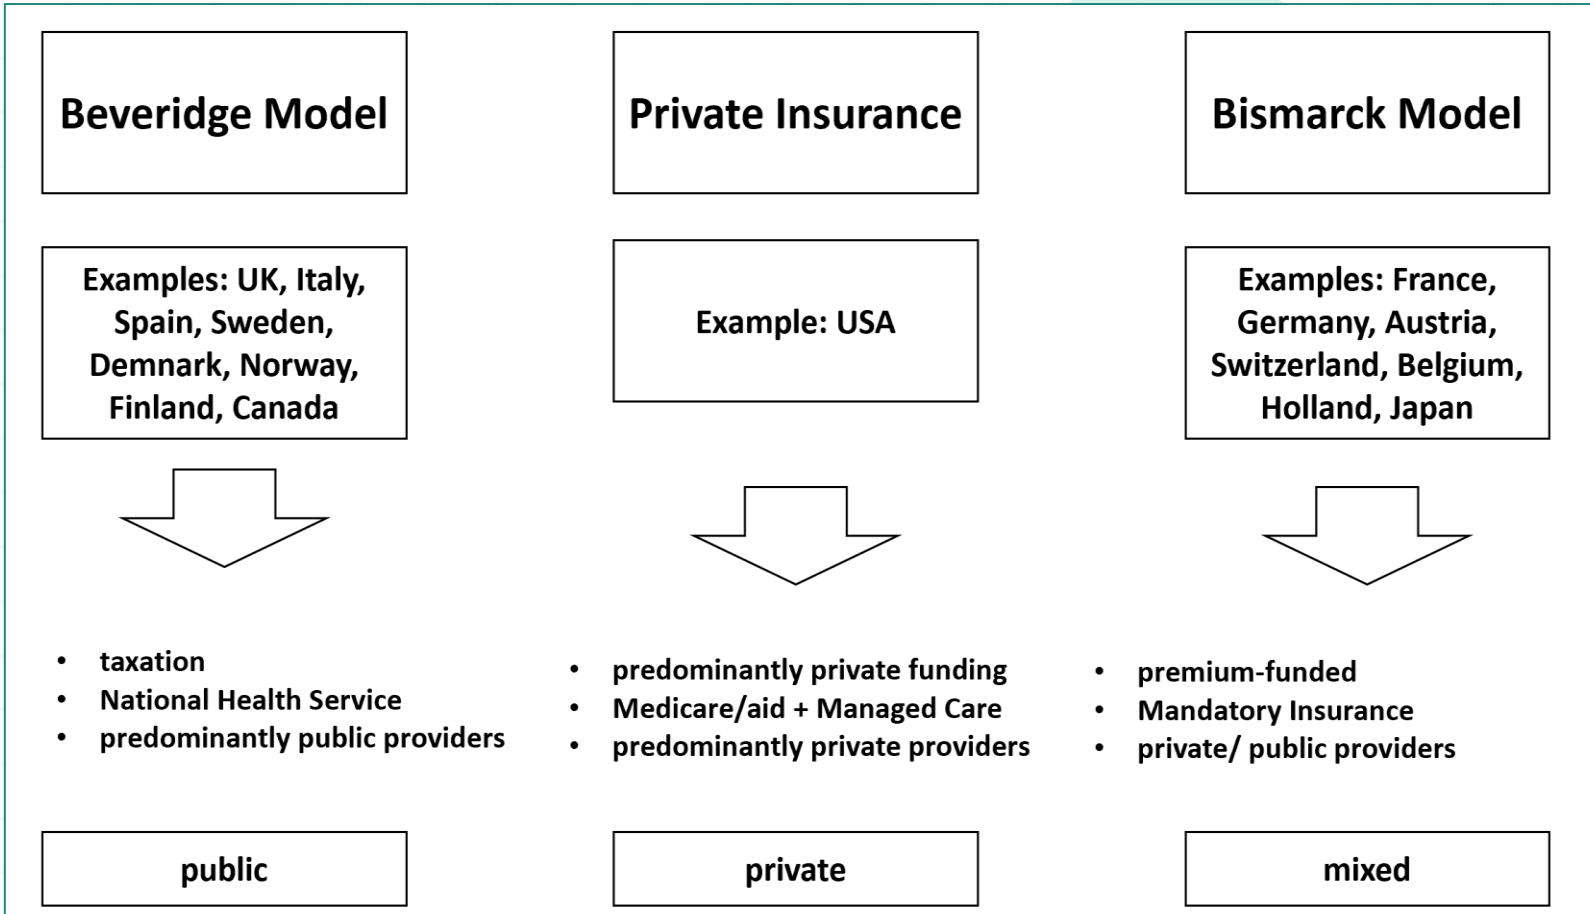 Beveridge Model
Examples: UK, Italy,
Spain, Sweden,
Demnark, Norway,
Finland, Canada
• taxation
• National Health Service
• predominantly public providers
public
Private Insurance
Example: USA
• predominantly private funding
• Medicare/aid + Managed Care
• predominantly private providers
private
Bismarck Model
Examples: France,
Germany, Austria,
Switzerland, Belgium,
Holland, Japan
• premium-funded
• Mandatory Insurance
• private/ public providers
mixed